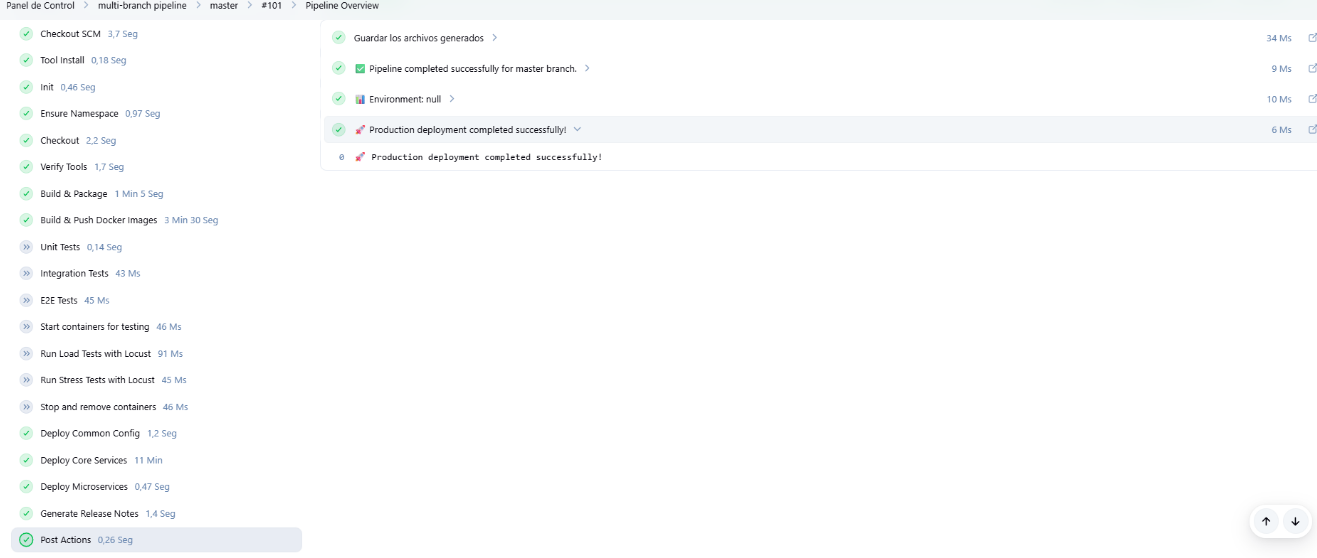 Panel de Control > multi-branch pipeline > master > #101 > Pipeline Overview
Checkout SCM 3,7 Seg
Tool Install 0,18 Seg
Init 0,46 Seg
Ensure Namespace 0,97 Seg
Checkout 2,2 Seg
Verify Tools 1,7 Seg
Build & Package 1 Min 5 Seg
Build & Push Docker Images 3 Min 30 Seg
Unit Tests 0,14 Seg
Integration Tests 43 Ms
E2E Tests 45 Ms
Start containers for testing 46 Ms
Run Load Tests with Locust 91 Ms
Run Stress Tests with Locust 45 Ms
Stop and remove containers 46 Ms
Deploy Common Config 1,2 Seg
Deploy Core Services 11 Min
Deploy Microservices 0,47 Seg
Generate Release Notes 1,4 Seg
Post Actions 0,26 Seg
Guardar los archivos generados 34 Ms
✅ Pipeline completed successfully for master branch. 9 Ms
📊 Environment: null 10 Ms
🚀 Production deployment completed successfully! 6 Ms
0 🚀 Production deployment completed successfully!